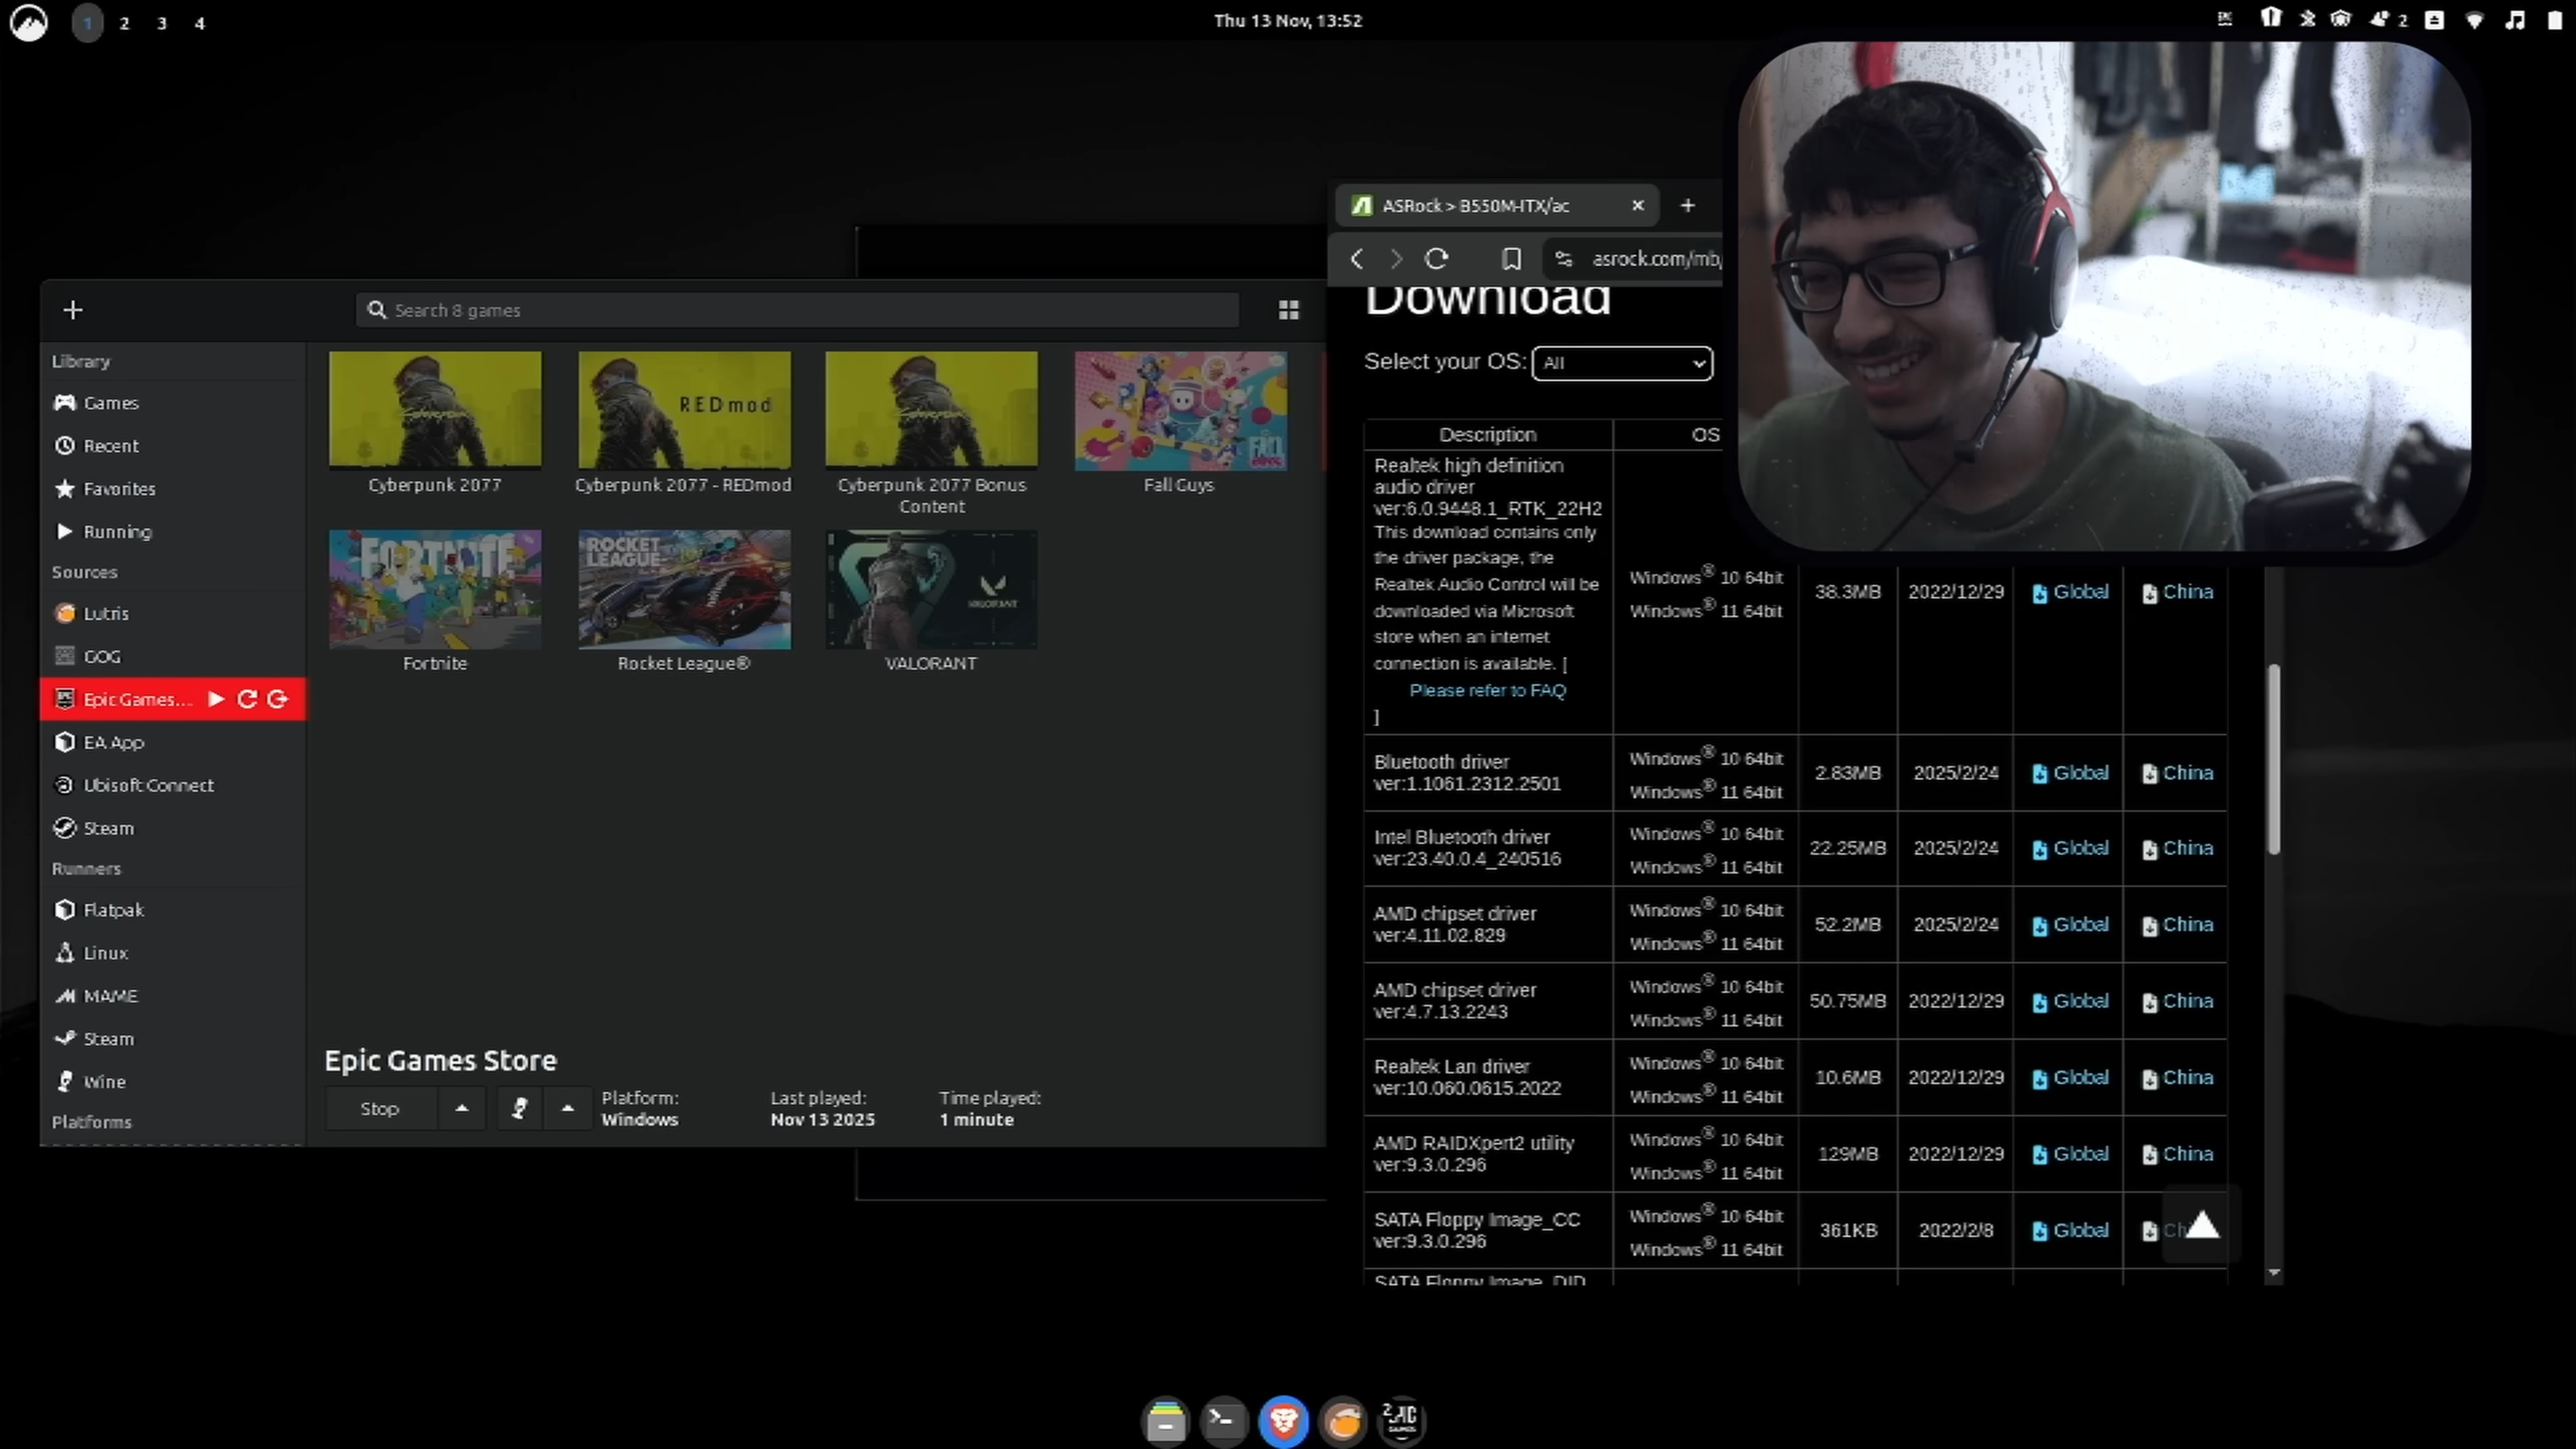 1 2 3 4
Thu 13 Nov, 13:52
2
Search 8 games
Library
Games
Recent
Favorites
Running
Sources
Lutris
GOG
Epic Games...
EA App
Ubisoft Connect
Steam
Runners
Flatpak
Linux
MAME
Steam
Wine
Platforms
REDmod
Cyberpunk 2077
Cyberpunk 2077 - REDmod
Cyberpunk 2077 Bonus
Content
FALL
Fall Guys
FORTNITE
Fortnite
ROCKET
LEAGUE
Rocket League®
VALORANT
VALORANT
Epic Games Store
Stop
Platform:
Windows
Last played:
Nov 13 2025
Time played:
1 minute
ASRock > B550M-ITX/ac
asrock.com/mb/
Download
Select your OS: All
Description OS
Realtek high definition
audio driver
ver:6.0.9448.1_RTK_22H2
This download contains only
the driver package, the
Realtek Audio Control will be
downloaded via Microsoft
store when an internet
connection is available. [
Please refer to FAQ
]
Windows® 10 64bit
Windows® 11 64bit
38.3MB 2022/12/29 Global China
Bluetooth driver
ver:1.1061.2312.2501
Windows® 10 64bit
Windows® 11 64bit
2.83MB 2025/2/24 Global China
Intel Bluetooth driver
ver:23.40.0.4_240516
Windows® 10 64bit
Windows® 11 64bit
22.25MB 2025/2/24 Global China
AMD chipset driver
ver:4.11.02.829
Windows® 10 64bit
Windows® 11 64bit
52.2MB 2025/2/24 Global China
AMD chipset driver
ver:4.7.13.2243
Windows® 10 64bit
Windows® 11 64bit
50.75MB 2022/12/29 Global China
Realtek Lan driver
ver:10.060.0615.2022
Windows® 10 64bit
Windows® 11 64bit
10.6MB 2022/12/29 Global China
AMD RAIDXpert2 utility
ver:9.3.0.296
Windows® 10 64bit
Windows® 11 64bit
129MB 2022/12/29 Global China
SATA Floppy Image_CC
ver:9.3.0.296
Windows® 10 64bit
Windows® 11 64bit
361KB 2022/2/8 Global Ch
SATA Floppy Image_DID